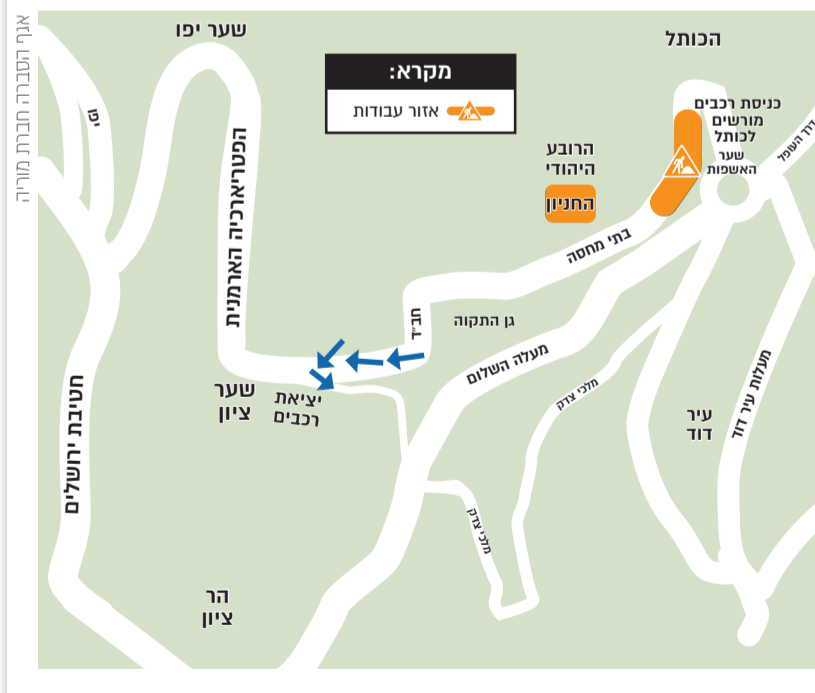 אגף הסברה חברת מוריה
שער יפו
הכותל
מקרא:
אזור עבודות
כניסת רכבים
מורשים
לכותל
שער
האשפות
דרך העופל
יפו
הרובע
היהודי
החניון
הפטריארכיה הארמנית
בתי מחסה
חב״ד
גן התקוה
מעלה השלום
מלכי צדק
מעלות עיר דוד
שער
ציון
יציאת
רכבים
עיר
דוד
חטיבת ירושלים
מלכי צדק
הר
ציון